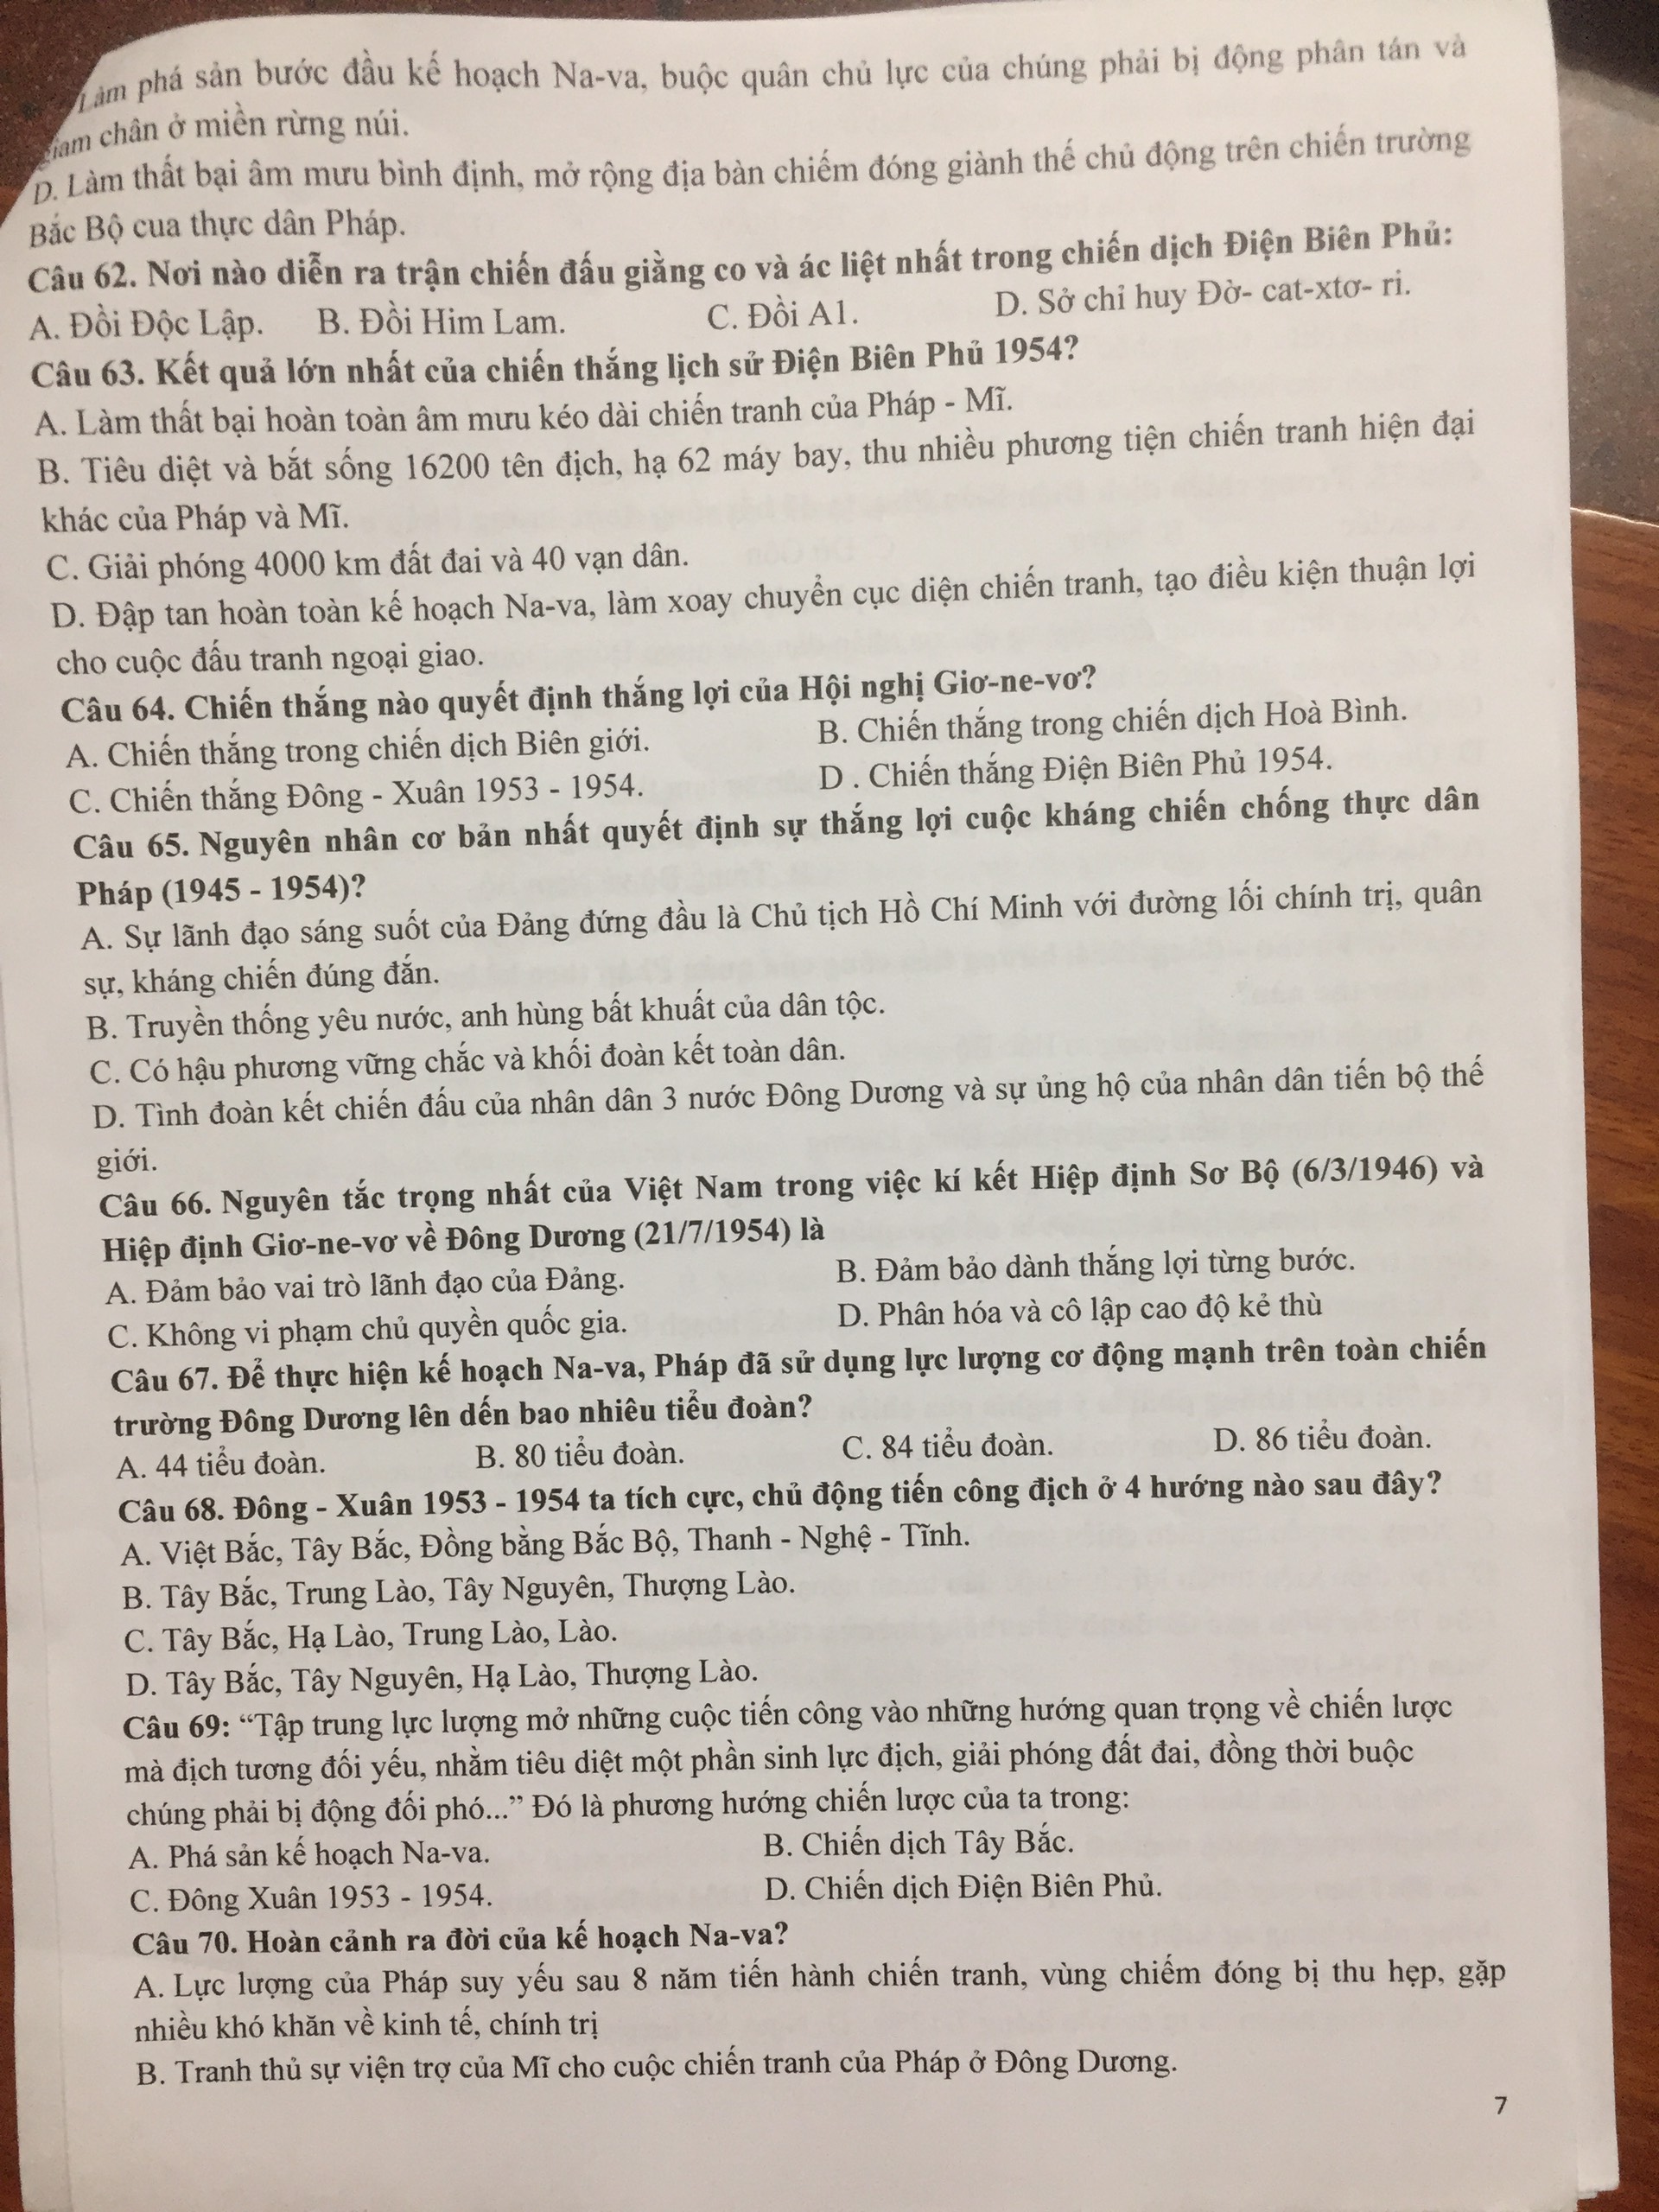 Làm phá sản bước đầu kế hoạch Na-va, buộc quân chủ lực của chúng phải bị động phân tán và
giam chân ở miền rừng núi.
D. Làm thất bại âm mưu bình định, mở rộng địa bàn chiếm đóng giành thế chủ động trên chiến trường
Bắc Bộ cua thực dân Pháp.
Câu 62. Nơi nào diễn ra trận chiến đấu giằng co và ác liệt nhất trong chiến dịch Điện Biên Phủ:
A. Đồi Độc Lập. B. Đồi Him Lam. C. Đồi A1. D. Sở chỉ huy Đờ- cat-xtơ- ri.
Câu 63. Kết quả lớn nhất của chiến thắng lịch sử Điện Biên Phủ 1954?
A. Làm thất bại hoàn toàn âm mưu kéo dài chiến tranh của Pháp - Mĩ.
B. Tiêu diệt và bắt sống 16200 tên địch, hạ 62 máy bay, thu nhiều phương tiện chiến tranh hiện đại
khác của Pháp và Mĩ.
C. Giải phóng 4000 km đất đai và 40 vạn dân.
D. Đập tan hoàn toàn kế hoạch Na-va, làm xoay chuyển cục diện chiến tranh, tạo điều kiện thuận lợi
cho cuộc đấu tranh ngoại giao.
Câu 64. Chiến thắng nào quyết định thắng lợi của Hội nghị Giơ-ne-vơ?
A. Chiến thắng trong chiến dịch Biên giới. B. Chiến thắng trong chiến dịch Hoà Bình.
C. Chiến thắng Đông - Xuân 1953 - 1954. D . Chiến thắng Điện Biên Phủ 1954.
Câu 65. Nguyên nhân cơ bản nhất quyết định sự thắng lợi cuộc kháng chiến chống thực dân
Pháp (1945 - 1954)?
A. Sự lãnh đạo sáng suốt của Đảng đứng đầu là Chủ tịch Hồ Chí Minh với đường lối chính trị, quân
sự, kháng chiến đúng đắn.
B. Truyền thống yêu nước, anh hùng bất khuất của dân tộc.
C. Có hậu phương vững chắc và khối đoàn kết toàn dân.
D. Tình đoàn kết chiến đấu của nhân dân 3 nước Đông Dương và sự ủng hộ của nhân dân tiến bộ thế
giới.
Câu 66. Nguyên tắc trọng nhất của Việt Nam trong việc kí kết Hiệp định Sơ Bộ (6/3/1946) và
Hiệp định Giơ-ne-vơ về Đông Dương (21/7/1954) là
A. Đảm bảo vai trò lãnh đạo của Đảng. B. Đảm bảo dành thắng lợi từng bước.
C. Không vi phạm chủ quyền quốc gia. D. Phân hóa và cô lập cao độ kẻ thù
Câu 67. Để thực hiện kế hoạch Na-va, Pháp đã sử dụng lực lượng cơ động mạnh trên toàn chiến
trường Đông Dương lên dến bao nhiêu tiểu đoàn?
A. 44 tiểu đoàn. B. 80 tiểu đoàn. C. 84 tiểu đoàn. D. 86 tiểu đoàn.
Câu 68. Đông - Xuân 1953 - 1954 ta tích cực, chủ động tiến công địch ở 4 hướng nào sau đây?
A. Việt Bắc, Tây Bắc, Đồng bằng Bắc Bộ, Thanh - Nghệ - Tĩnh.
B. Tây Bắc, Trung Lào, Tây Nguyên, Thượng Lào.
C. Tây Bắc, Hạ Lào, Trung Lào, Lào.
D. Tây Bắc, Tây Nguyên, Hạ Lào, Thượng Lào.
Câu 69: “Tập trung lực lượng mở những cuộc tiến công vào những hướng quan trọng về chiến lược
mà địch tương đối yếu, nhằm tiêu diệt một phần sinh lực địch, giải phóng đất đai, đồng thời buộc
chúng phải bị động đối phó...” Đó là phương hướng chiến lược của ta trong:
A. Phá sản kế hoạch Na-va. B. Chiến dịch Tây Bắc.
C. Đông Xuân 1953 - 1954. D. Chiến dịch Điện Biên Phủ.
Câu 70. Hoàn cảnh ra đời của kế hoạch Na-va?
A. Lực lượng của Pháp suy yếu sau 8 năm tiến hành chiến tranh, vùng chiếm đóng bị thu hẹp, gặp
nhiều khó khăn về kinh tế, chính trị
B. Tranh thủ sự viện trợ của Mĩ cho cuộc chiến tranh của Pháp ở Đông Dương.
7